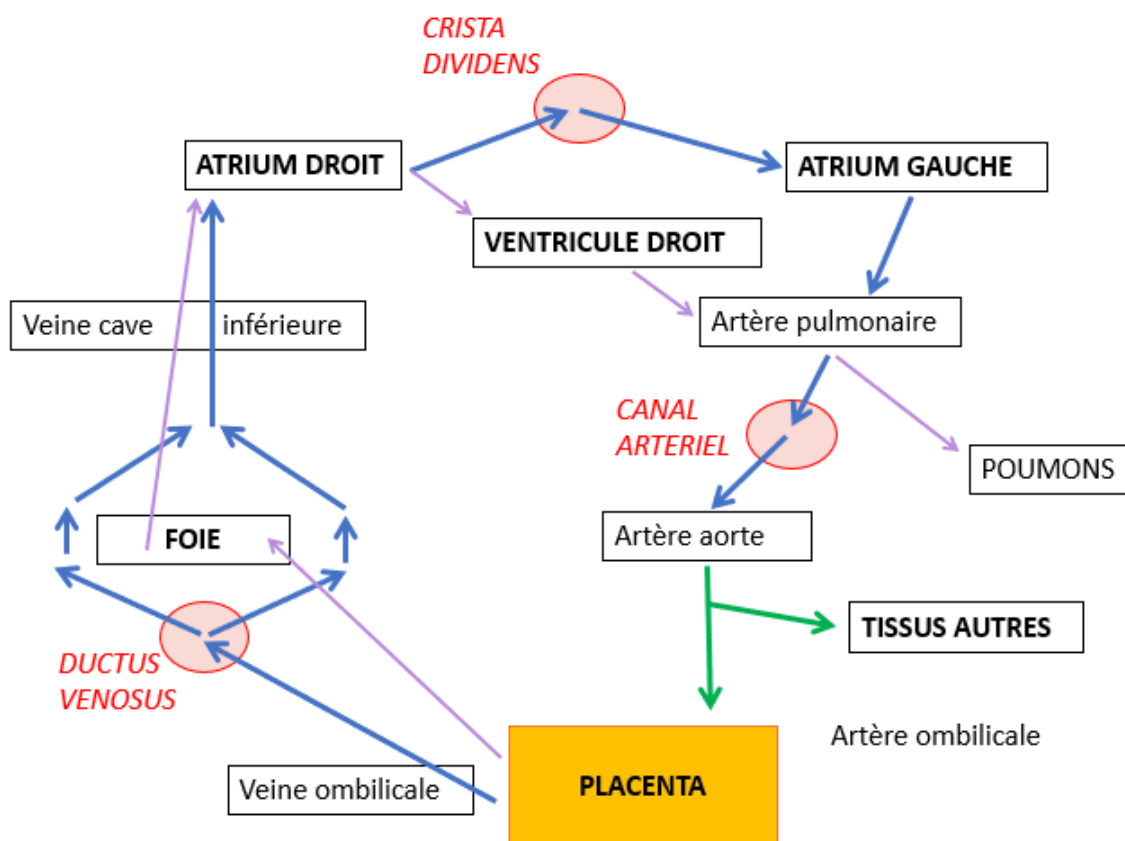 CRISTA
DIVIDENS
ATRIUM DROIT
ATRIUM GAUCHE
VENTRICULE DROIT
Veine cave inférieure
Artère pulmonaire
CANAL
ARTERIEL
POUMONS
FOIE
Artère aorte
TISSUS AUTRES
DUCTUS
VENOSUS
Artère ombilicale
Veine ombilicale
PLACENTA